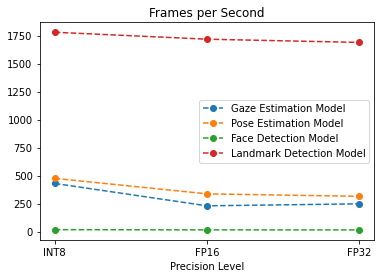 Frames per Second
1750
1500
1250
1000
750
500
250
0
Gaze Estimation Model
Pose Estimation Model
Face Detection Model
Landmark Detection Model
INT8
FP16
FP32
Precision Level